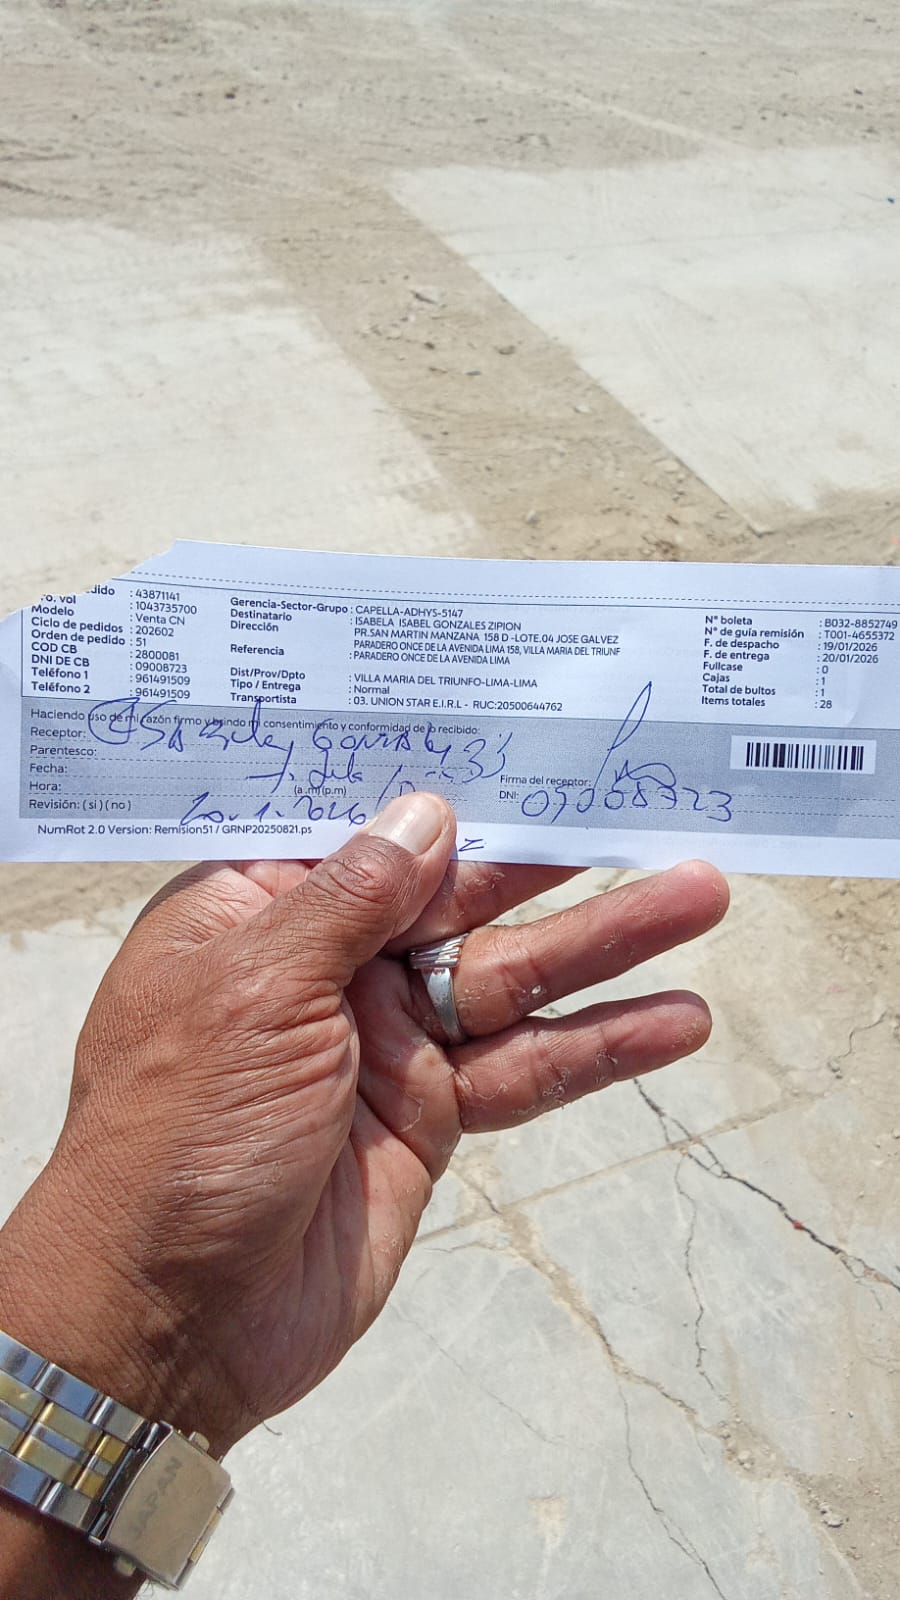 dido : 43871141
ro. vol : 1043735700
Modelo : Venta CN
Ciclo de pedidos : 202602
Orden de pedido : 51
COD CB : 2800081
DNI DE CB : 09008723
Teléfono 1 : 961491509
Teléfono 2 : 961491509
Gerencia-Sector-Grupo : CAPELLA-ADHYS-5147
Destinatario : ISABELA ISABEL GONZALES ZIPION
Dirección : PR.SAN MARTIN MANZANA 158 D -LOTE.04 JOSE GALVEZ
PARADERO ONCE DE LA AVENIDA LIMA 158, VILLA MARIA DEL TRIUNF
Referencia : PARADERO ONCE DE LA AVENIDA LIMA
Dist/Prov/Dpto : VILLA MARIA DEL TRIUNFO-LIMA-LIMA
Tipo / Entrega : Normal
Transportista : 03. UNION STAR E.I.R.L - RUC:20500644762
N° boleta : B032-8852749
N° de guía remisión : T001-4655372
F. de despacho : 19/01/2026
F. de entrega : 20/01/2026
Fullcase : 0
Cajas : 1
Total de bultos : 1
Items totales : 28
Haciendo uso de mi razón firmo y brindo mi consentimiento y conformidad de lo recibido:
Receptor:
Parentesco:
Fecha:
Hora: (a.m)(p.m)
20.1.2026
Revisión: ( si ) ( no )
Firma del receptor:
DNI: 09008723
NumRot 2.0 Version: Remision51 / GRNP20250821.ps
JAPAN